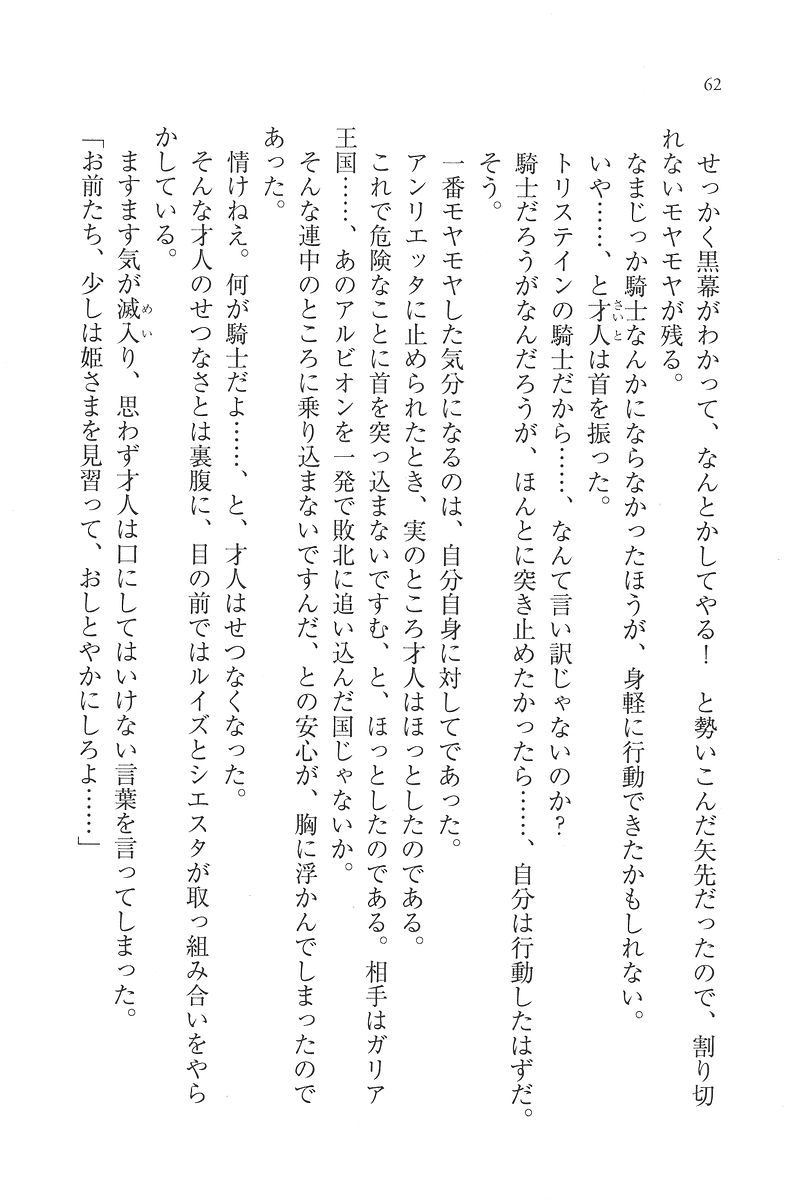 62
せっかく黒幕がわかって、なんとかしてやる！　と勢いこんだ矢先だったので、割り切
れないモヤモヤが残る。
なまじっか騎士なんかにならなかったほうが、身軽に行動できたかもしれない。
いや……、と才人は首を振った。
さいと
トリステインの騎士だから……、なんて言い訳じゃないのか？
騎士だろうがなんだろうが、ほんとに突き止めたかったら……、自分は行動したはずだ。
そう。
一番モヤモヤした気分になるのは、自分自身に対してであった。
アンリエッタに止められたとき、実のところ才人はほっとしたのである。
これで危険なことに首を突っ込まないですむ、と、ほっとしたのである。相手はガリア
王国……、あのアルビオンを一発で敗北に追い込んだ国じゃないか。
そんな連中のところに乗り込まないですんだ、との安心が、胸に浮かんでしまったので
あった。
情けねえ。何が騎士だよ……、と、才人はせつなくなった。
そんな才人のせつなさとは裏腹に、目の前ではルイズとシエスタが取っ組み合いをやら
かしている。
ますます気が滅入り、思わず才人は口にしてはいけない言葉を言ってしまった。
めい
「お前たち、少しは姫さまを見習って、おしとやかにしろよ……」